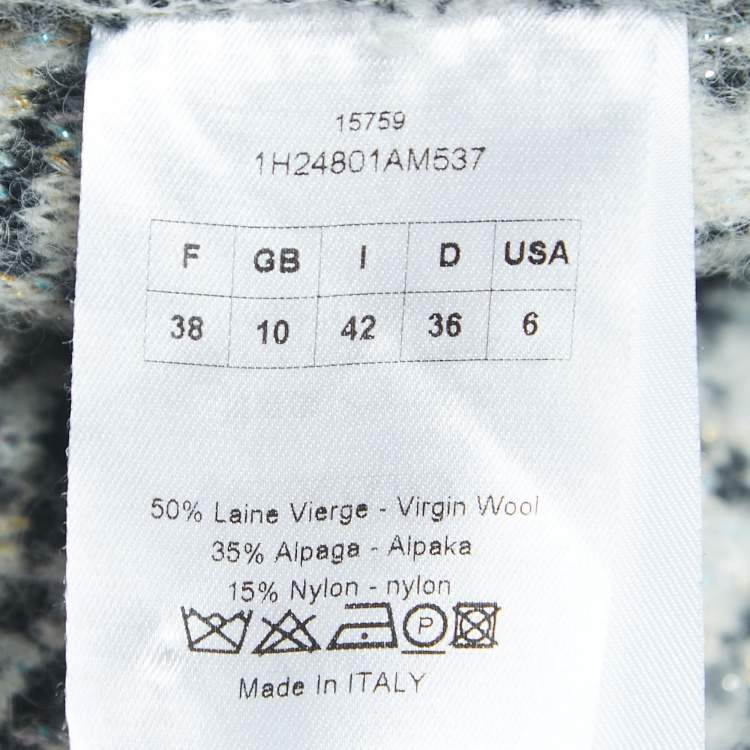 15759
1H24801AM537
F GB I D USA
38 10 42 36 6
50% Laine Vierge - Virgin Wool
35% Alpaga - Alpaka
15% Nylon - nylon
P
Made In ITALY